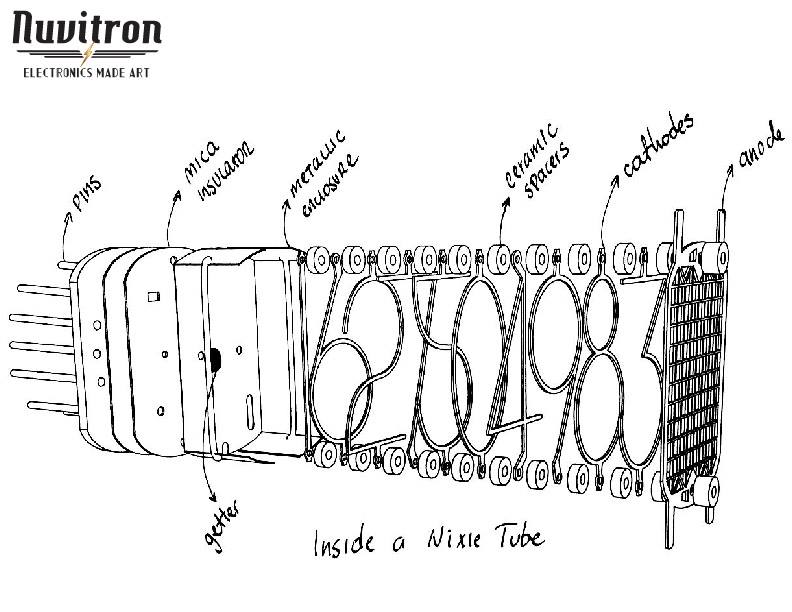 Nuvitron
ELECTRONICS MADE ART
PINS
MICA
INSULATOR
METALLIC
ENCLOSURE
CERAMIC
SPACERS
CATHODES
ANODE
getter
Inside a Nixie Tube